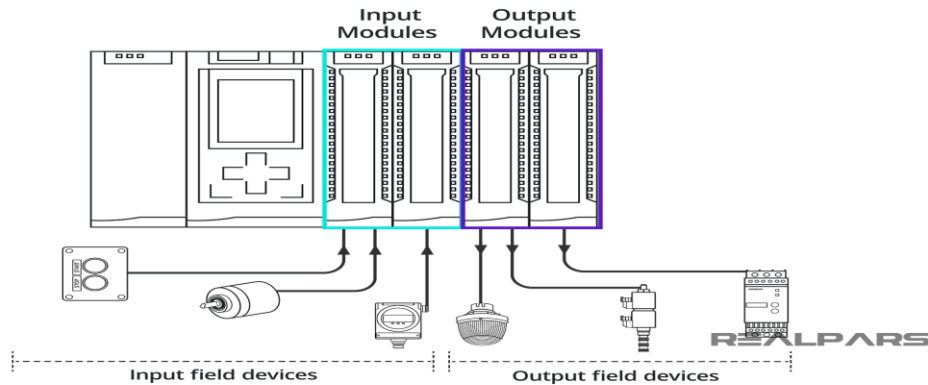 Input
Modules
Output
Modules
STOP START
REALPARS
Input field devices
Output field devices